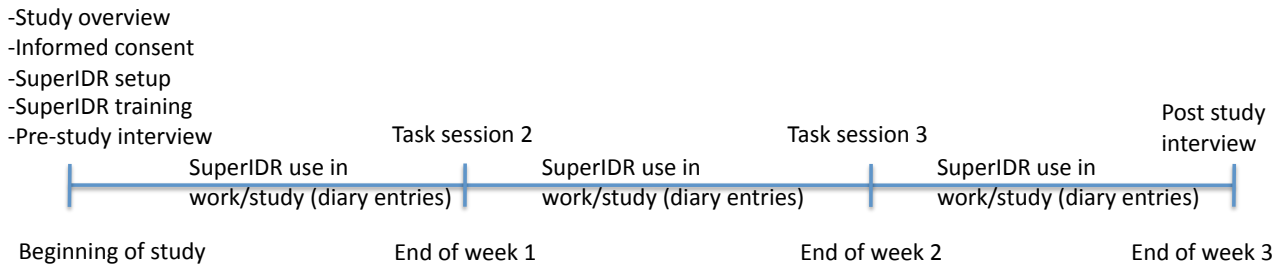 -Study overview
-Informed consent
-SuperIDR setup
-SuperIDR training
-Pre-study interview
Task session 2
Task session 3
Post study
interview
SuperIDR use in
work/study (diary entries)
SuperIDR use in
work/study (diary entries)
SuperIDR use in
work/study (diary entries)
Beginning of study
End of week 1
End of week 2
End of week 3